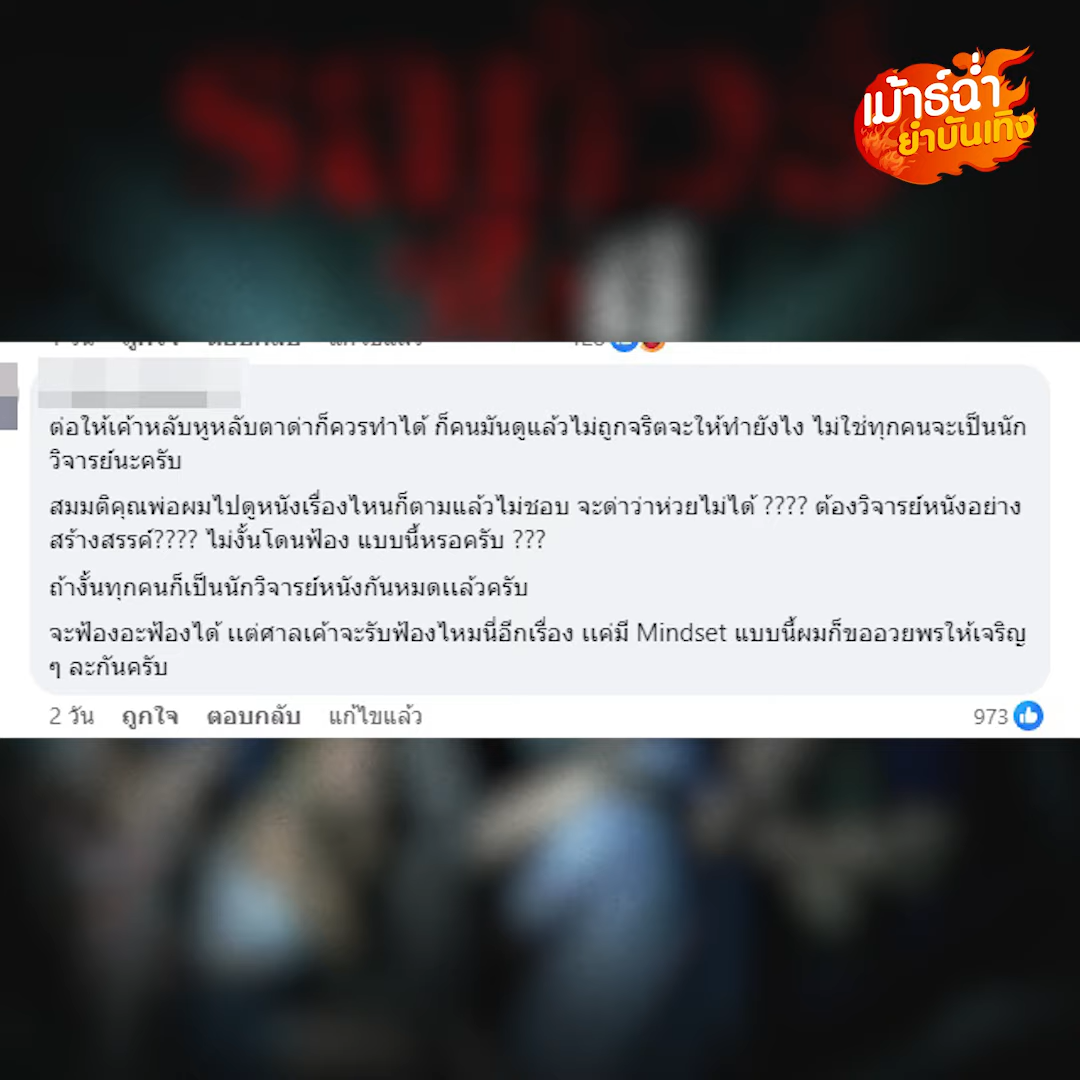 เม้าธ์ฉ่ำ
ยำบันเทิง
ต่อให้เค้าหลับหูหลับตาด่าก็ควรทำได้ ก็คนมันดูแล้วไม่ถูกจริตจะให้ทำยังไง ไม่ใช่ทุกคนจะเป็นนัก
วิจารย์นะครับ
สมมติคุณพ่อผมไปดูหนังเรื่องไหนก็ตามแล้วไม่ชอบ จะด่าว่าห่วยไม่ได้ ???? ต้องวิจารย์หนังอย่าง
สร้างสรรค์???? ไม่งั้นโดนฟ้อง แบบนี้หรอครับ ???
ถ้างั้นทุกคนก็เป็นนักวิจารย์หนังกันหมดแล้วครับ
จะฟ้องอะฟ้องได้ แต่ศาลเค้าจะรับฟ้องไหมนี่อีกเรื่อง แค่มี Mindset แบบนี้ผมก็ขออวยพรให้เจริญ
ๆ ละกันครับ
2 วัน ถูกใจ ตอบกลับ แก้ไขแล้ว 973